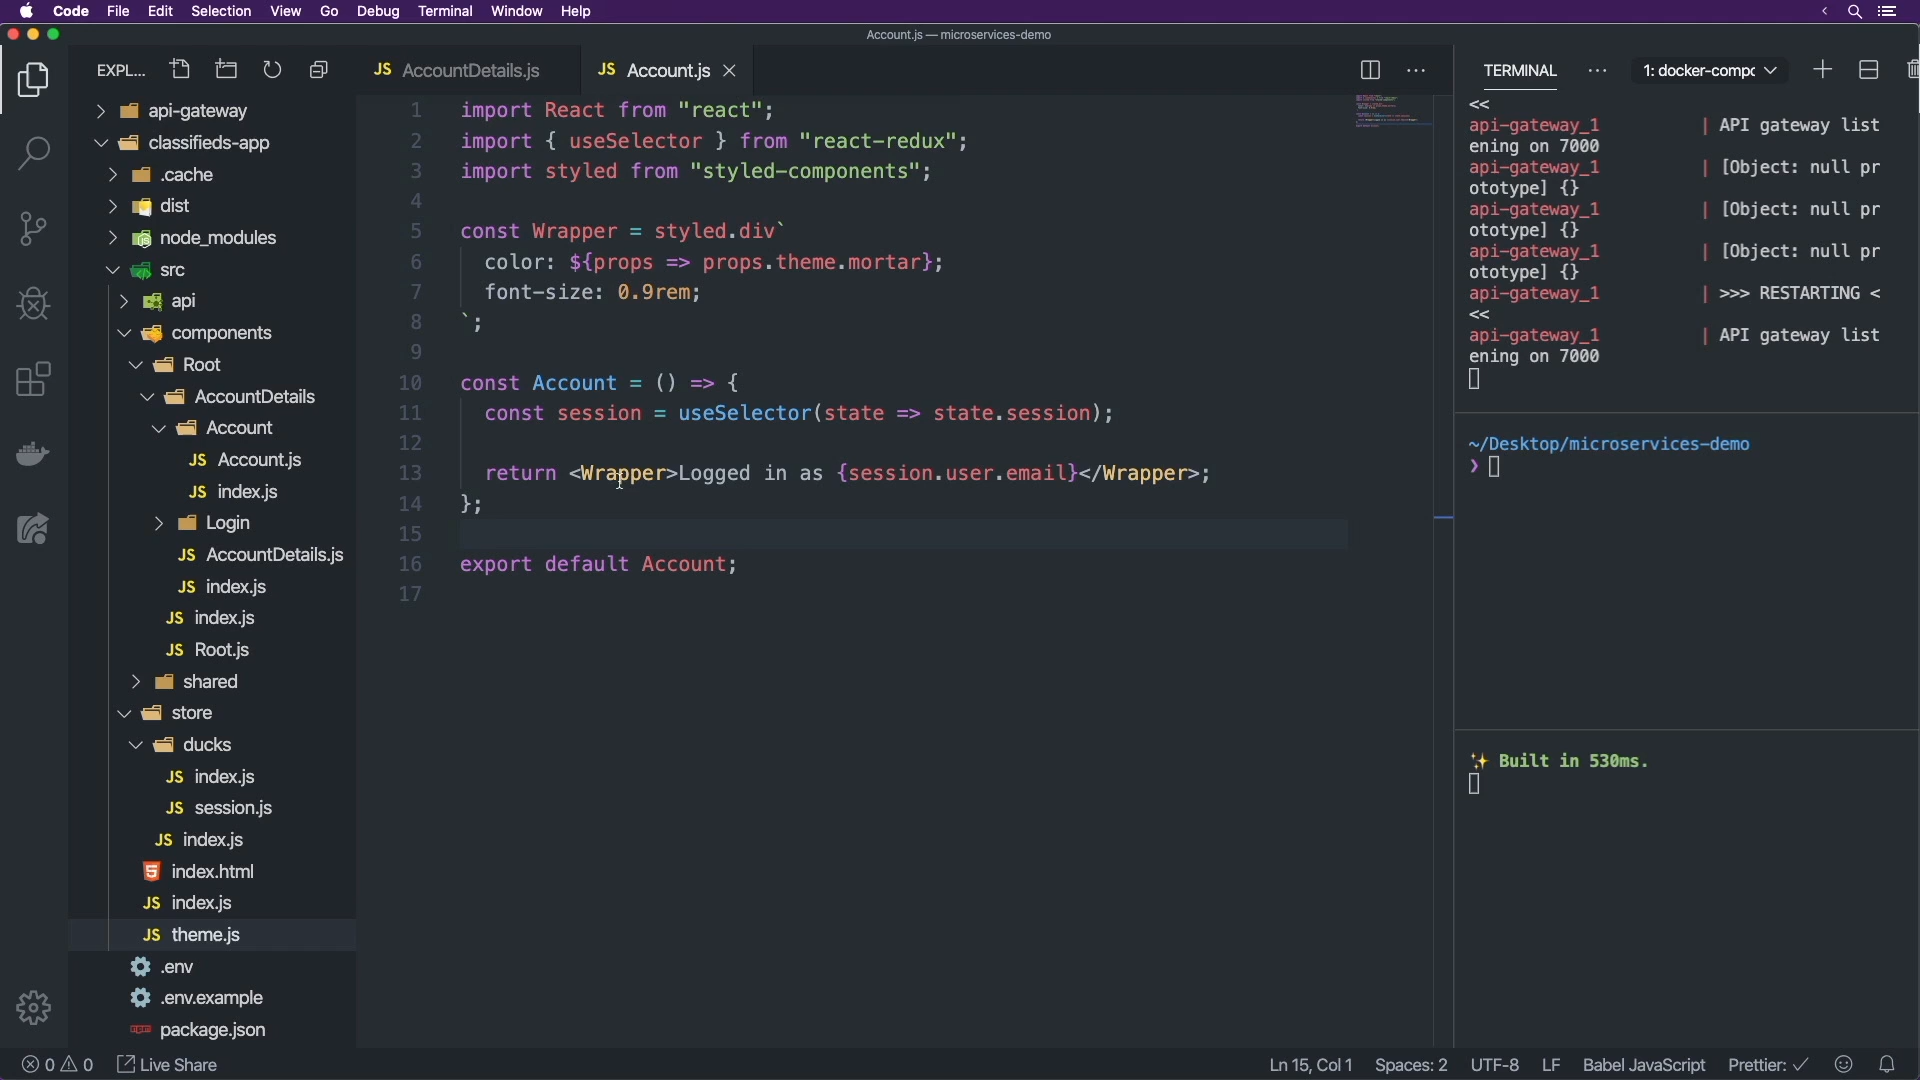 Code File Edit Selection View Go Debug Terminal Window Help
Account.js — microservices-demo
EXPL...
api-gateway
classifieds-app
.cache
dist
node_modules
src
api
components
Root
AccountDetails
Account
JS Account.js
JS index.js
Login
JS AccountDetails.js
JS index.js
JS index.js
JS Root.js
shared
store
ducks
JS index.js
JS session.js
JS index.js
index.html
JS index.js
JS theme.js
.env
.env.example
package.json
JS AccountDetails.js
JS Account.js
1 import React from "react";
2 import { useSelector } from "react-redux";
3 import styled from "styled-components";
4
5 const Wrapper = styled.div`
6 color: ${props => props.theme.mortar};
7 font-size: 0.9rem;
8 `;
9
10 const Account = () => {
11 const session = useSelector(state => state.session);
12
13 return <Wrapper>Logged in as {session.user.email}</Wrapper>;
14 };
15
16 export default Account;
17
TERMINAL ... 1: docker-compc
<<
api-gateway_1 | API gateway list
ening on 7000
api-gateway_1 | [Object: null pr
ototype] {}
api-gateway_1 | [Object: null pr
ototype] {}
api-gateway_1 | [Object: null pr
ototype] {}
api-gateway_1 | >>> RESTARTING <
<<
api-gateway_1 | API gateway list
ening on 7000
~/Desktop/microservices-demo
❯
✨ Built in 530ms.
0 0 Live Share
Ln 15, Col 1 Spaces: 2 UTF-8 LF Babel JavaScript Prettier: ✓